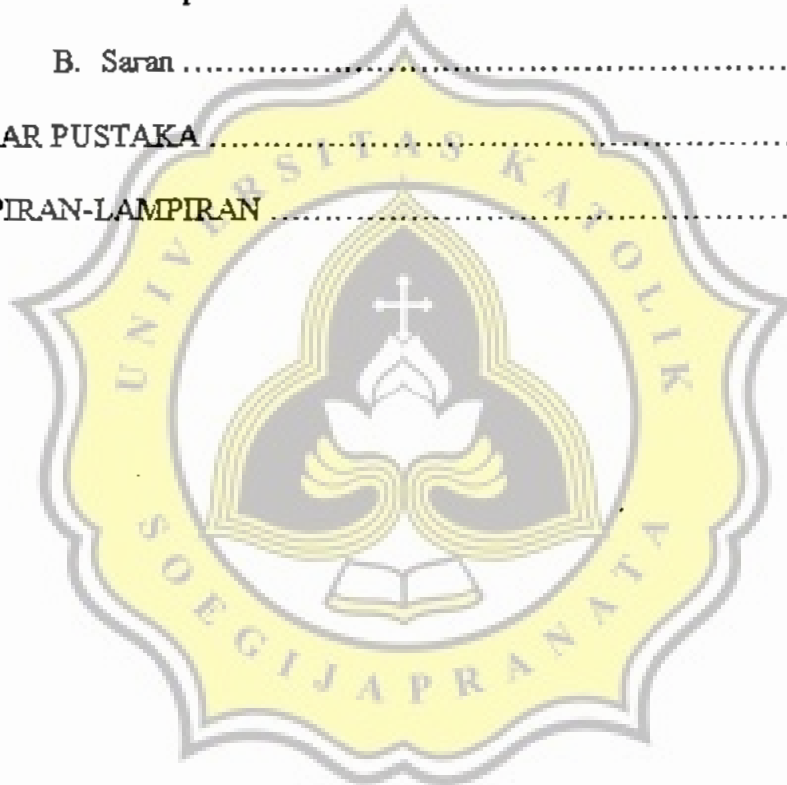 B. Saran ................................................
AR PUSTAKA ................................................
PIRAN-LAMPIRAN ................................................
UNIVERSITAS KATOLIK
SOEGIJAPRANATA